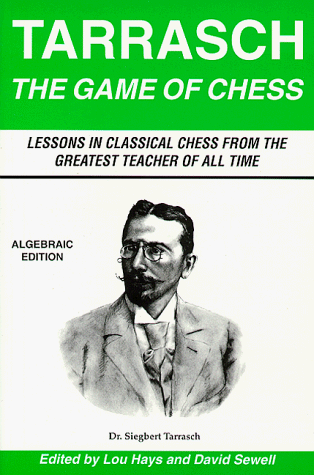 TARRASCH
THE GAME OF CHESS
LESSONS IN CLASSICAL CHESS FROM THE
GREATEST TEACHER OF ALL TIME
ALGEBRAIC
EDITION
Dr. Siegbert Tarrasch
Edited by Lou Hays and David Sewell